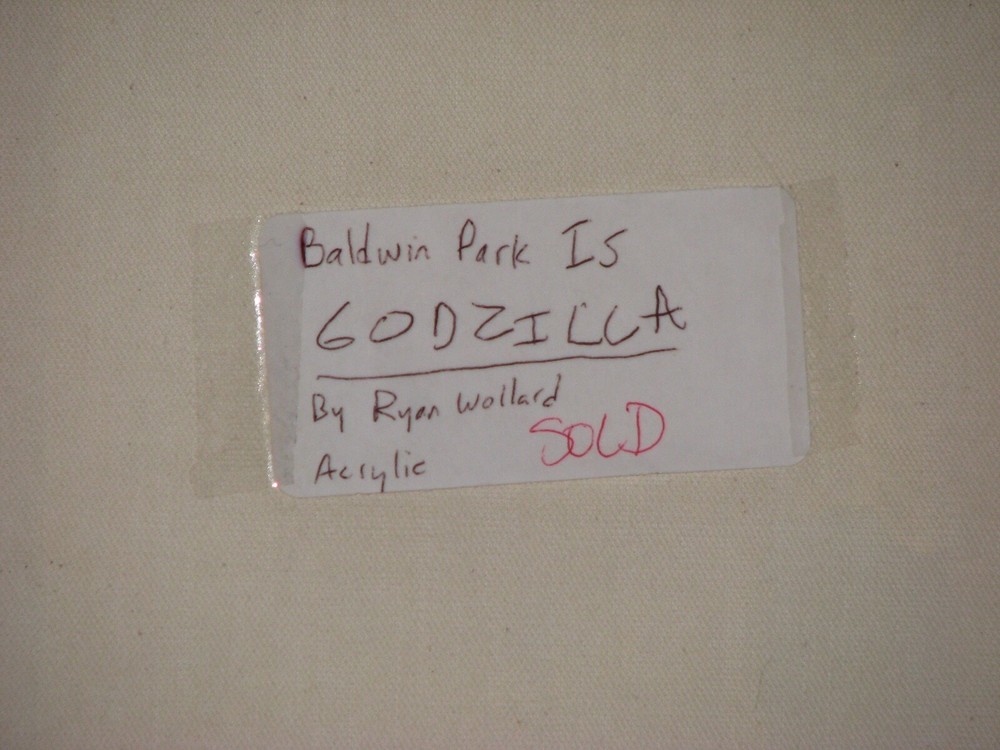 Baldwin Park IS
GODZILLA
By Ryan Wollard
SOLD
Acrylic